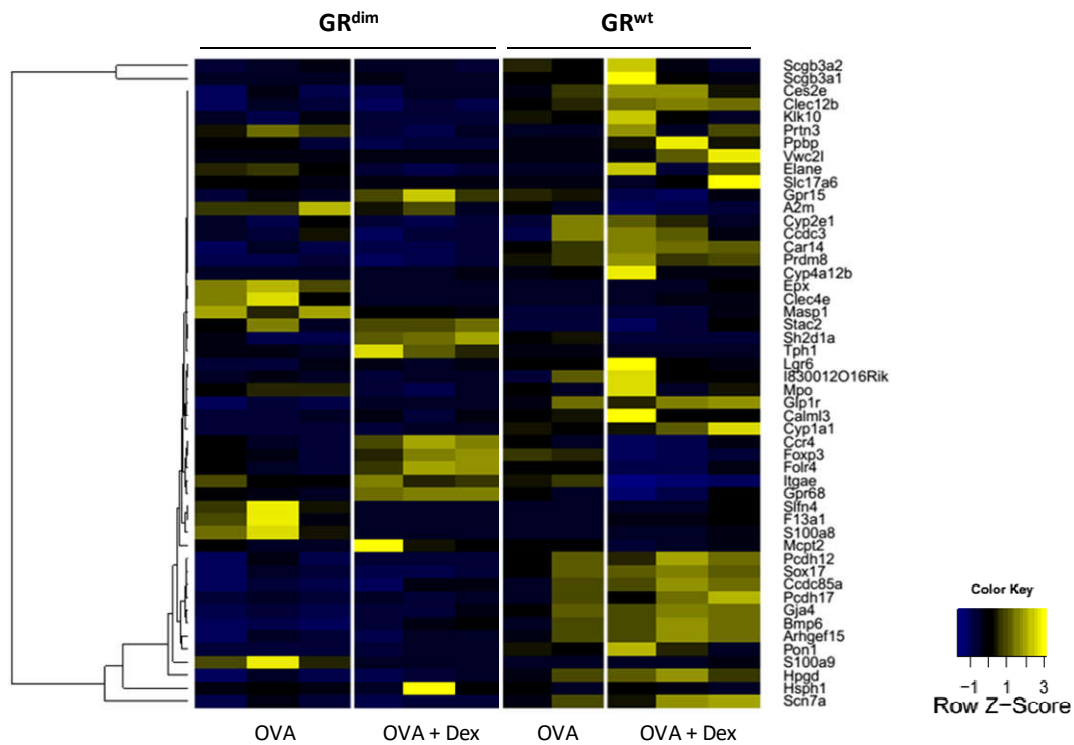 GRdim GRwt
Scgb3a2
Scgb3a1
Ces2e
Clec12b
Klk10
Prtn3
Ppbp
Vwc2l
Elane
Slc17a6
Gpr15
A2m
Cyp2e1
Ccdc3
Car14
Prdm8
Cyp4a12b
Epx
Clec4e
Masp1
Stac2
Sh2d1a
Tph1
Lgr6
I830012O16Rik
Mpo
Glp1r
Calml3
Cyp1a1
Ccr4
Foxp3
Folr4
Itgae
Gpr68
Slfn4
F13a1
S100a8
Mcpt2
Pcdh12
Sox17
Ccdc85a
Pcdh17
Gja4
Bmp6
Arhgef15
Pon1
S100a9
Hpgd
Hsph1
Scn7a
Color Key
−1 1 3
Row Z−Score
OVA OVA + Dex OVA OVA + Dex